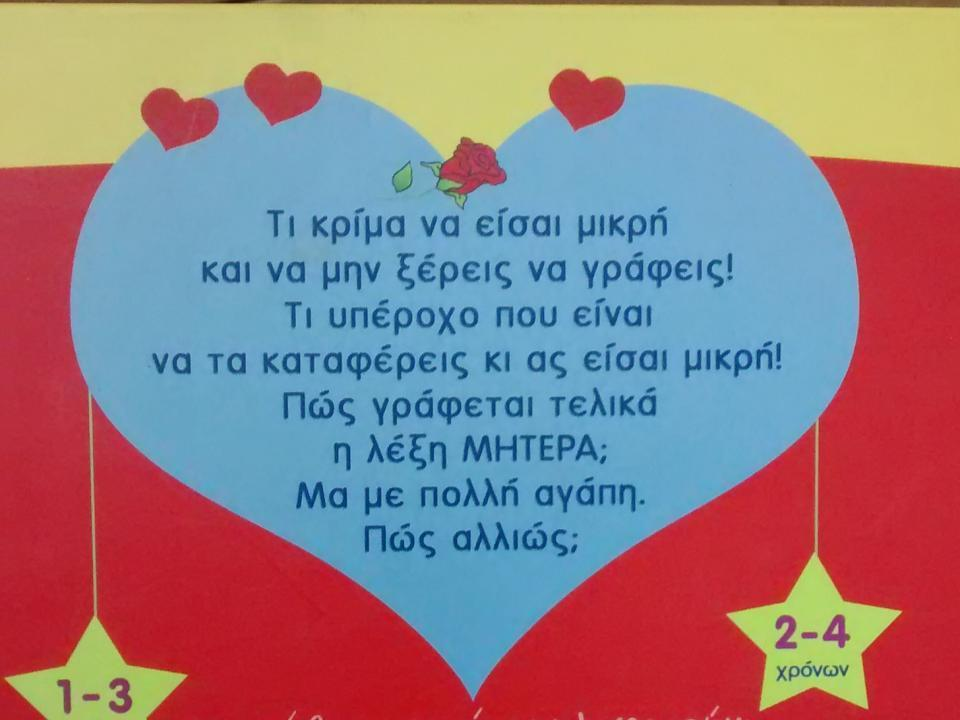 Τι κρίμα να είσαι μικρή
και να μην ξέρεις να γράφεις!
Τι υπέροχο που είναι
να τα καταφέρεις κι ας είσαι μικρή!
Πώς γράφεται τελικά
η λέξη ΜΗΤΕΡΑ;
Μα με πολλή αγάπη.
Πώς αλλιώς;
2-4
χρόνων
1-3